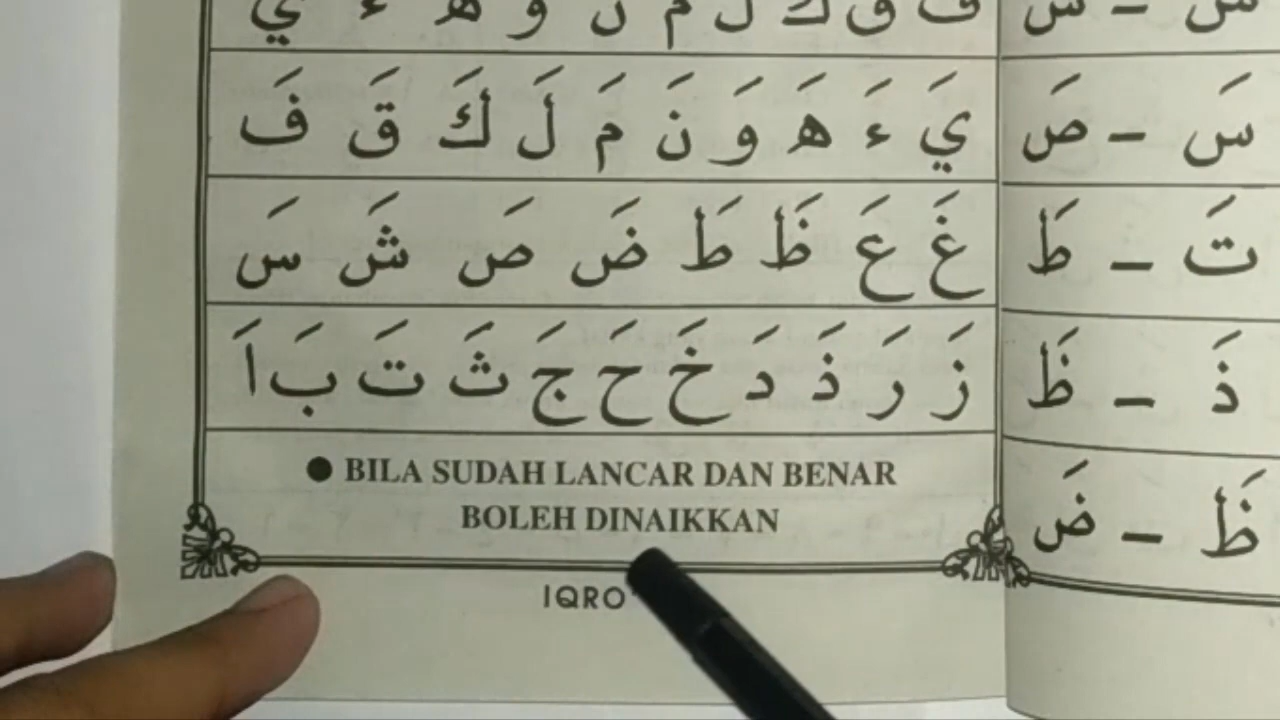 سَ – صَ
تَ – طَ
ذَ – ظَ
ظَ – ضَ
ف ق ك ل م ن و ه ء ي
يَ ءَ هَ وَ نَ مَ لَ كَ قَ فَ
غَ عَ ظَ طَ ضَ صَ شَ سَ
زَ رَ ذَ دَ خَ حَ جَ ثَ تَ بَ اَ
● BILA SUDAH LANCAR DAN BENAR
BOLEH DINAIKKAN
IQRO'